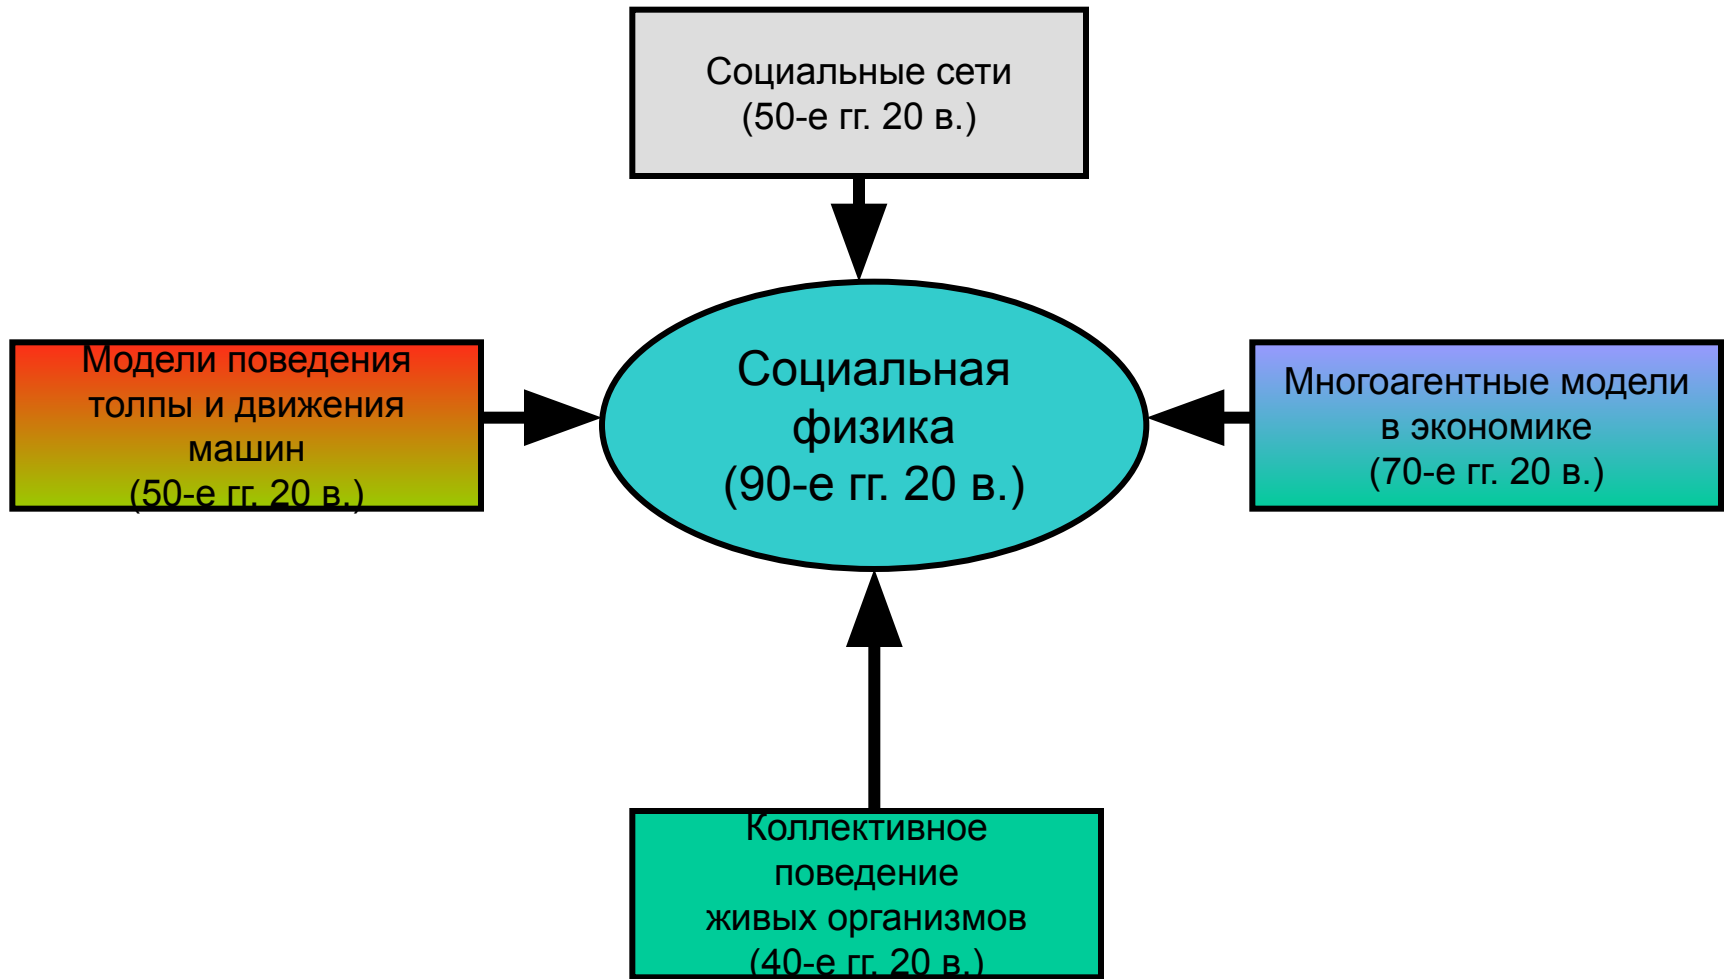 Социальные сети
(50-е гг. 20 в.)
Модели поведения
толпы и движения
машин
(50-е гг. 20 в.)
Социальная
физика
(90-е гг. 20 в.)
Многоагентные модели
в экономике
(70-е гг. 20 в.)
Коллективное
поведение
живых организмов
(40-е гг. 20 в.)